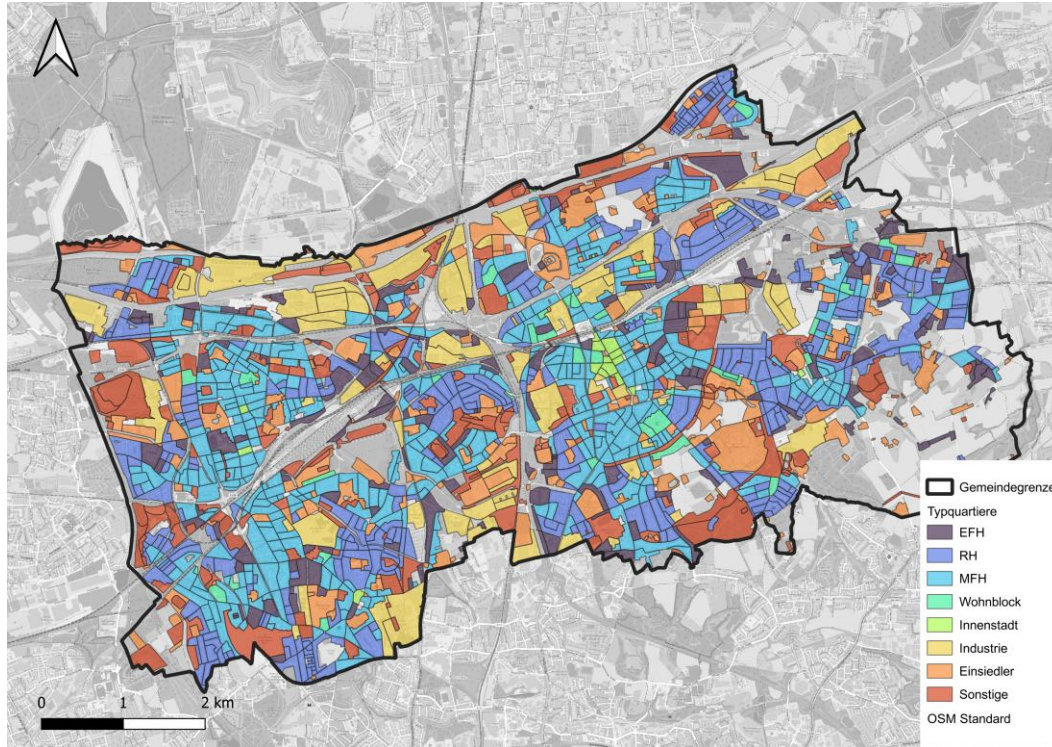 Gemeindegrenze
Typquartiere
EFH
RH
MFH
Wohnblock
Innenstadt
Industrie
Einsiedler
Sonstige
OSM Standard
0 1 2 km